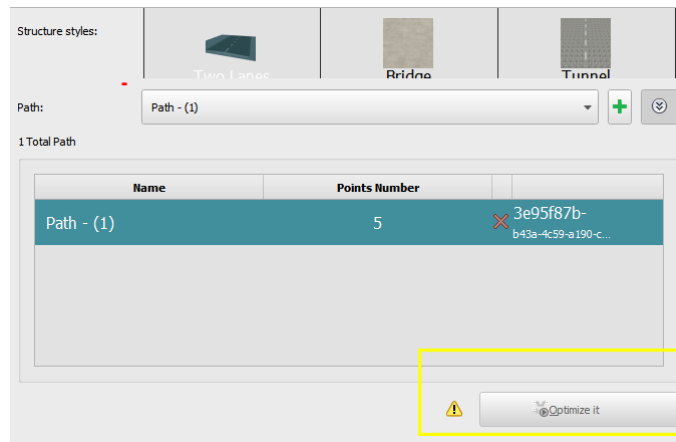 Structure styles:
Two Lanes
Bridge
Tunnel
Path:
Path - (1)
1 Total Path
Name
Points Number
Path - (1)
5
3e95f87b-
b43a-4c59-a190-c...
Optimize it